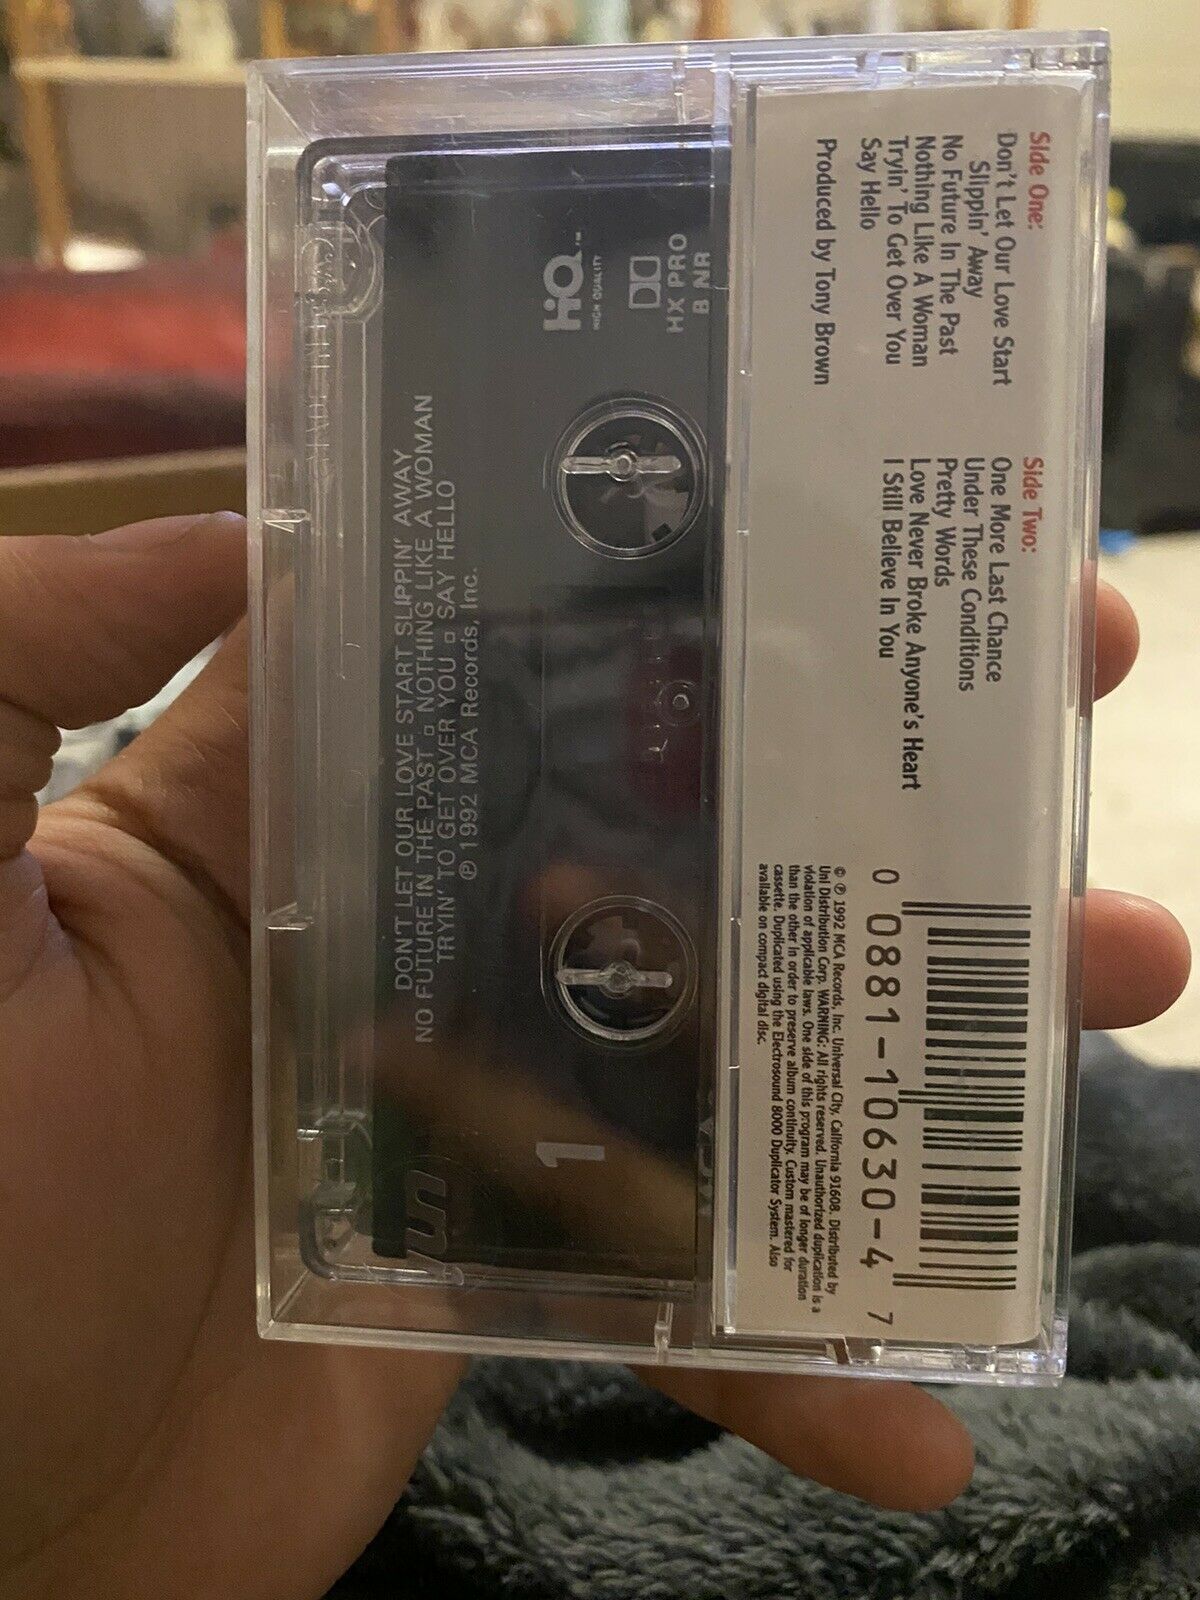 Side One:
Don't Let Our Love Start
Slippin' Away
No Future In The Past
Nothing Like A Woman
Tryin' To Get Over You
Say Hello
Produced by Tony Brown
Side Two:
One More Last Chance
Under These Conditions
Pretty Words
Love Never Broke Anyone's Heart
I Still Believe In You
0 0881-10630-4 7
© ℗ 1992 MCA Records, Inc. Universal City, California 91608. Distributed by
Uni Distribution Corp. WARNING: All rights reserved. Unauthorized duplication is a
violation of applicable laws. One side of this program may be of longer duration
than the other in order to preserve album continuity. Custom mastered for
cassette. Duplicated using the Electrosound 8000 Duplicator System. Also
available on compact digital disc.
B NR
HX PRO
HIGH QUALITY
HQ™
1
DON'T LET OUR LOVE START SLIPPIN' AWAY
NO FUTURE IN THE PAST □ NOTHING LIKE A WOMAN
TRYIN' TO GET OVER YOU □ SAY HELLO
℗ 1992 MCA Records, Inc.